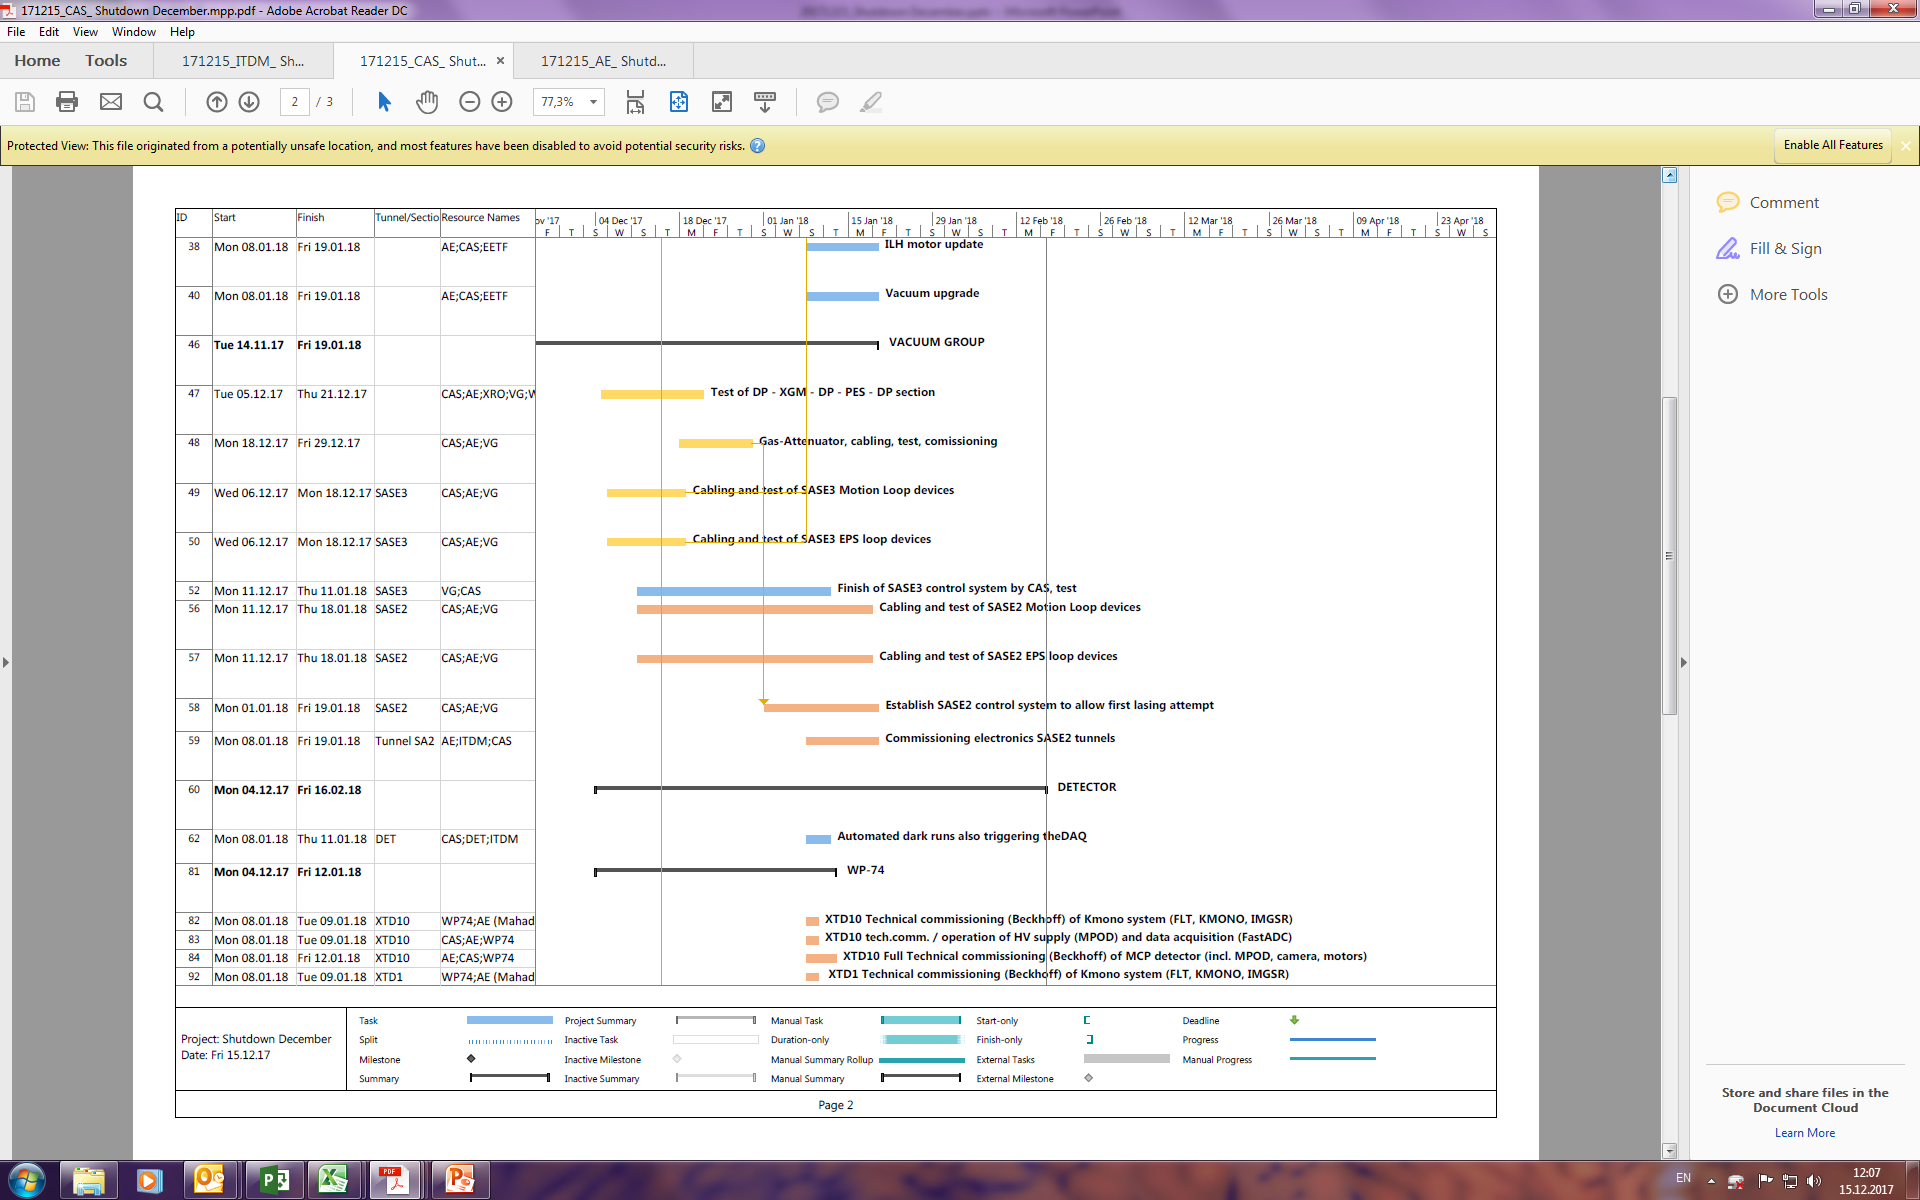 171215_CAS_ Shutdown December.mpp.pdf - Adobe Acrobat Reader DC
File Edit View Window Help
Home Tools 171215_ITDM_ Sh... 171215_CAS_ Shut... × 171215_AE_ Shutd...
2 / 3 77,3%
Protected View: This file originated from a potentially unsafe location, and most features have been disabled to avoid potential security risks. ? Enable All Features
Comment
Fill & Sign
More Tools
ID Start Finish Tunnel/Sectio Resource Names ov '17 04 Dec '17 18 Dec '17 01 Jan '18 15 Jan '18 29 Jan '18 12 Feb '18 26 Feb '18 12 Mar '18 26 Mar '18 09 Apr '18 23 Apr '18
F T S W S T M F T S W S T M F T S W S T M F T S W S T M F T S W S T M F T S W S
38 Mon 08.01.18 Fri 19.01.18 AE;CAS;EETF ILH motor update
40 Mon 08.01.18 Fri 19.01.18 AE;CAS;EETF Vacuum upgrade
46 Tue 14.11.17 Fri 19.01.18 VACUUM GROUP
47 Tue 05.12.17 Thu 21.12.17 CAS;AE;XRO;VG;W Test of DP - XGM - DP - PES - DP section
48 Mon 18.12.17 Fri 29.12.17 CAS;AE;VG Gas-Attenuator, cabling, test, comissioning
49 Wed 06.12.17 Mon 18.12.17 SASE3 CAS;AE;VG Cabling and test of SASE3 Motion Loop devices
50 Wed 06.12.17 Mon 18.12.17 SASE3 CAS;AE;VG Cabling and test of SASE3 EPS loop devices
52 Mon 11.12.17 Thu 11.01.18 SASE3 VG;CAS Finish of SASE3 control system by CAS, test
56 Mon 11.12.17 Thu 18.01.18 SASE2 CAS;AE;VG Cabling and test of SASE2 Motion Loop devices
57 Mon 11.12.17 Thu 18.01.18 SASE2 CAS;AE;VG Cabling and test of SASE2 EPS loop devices
58 Mon 01.01.18 Fri 19.01.18 SASE2 CAS;AE;VG Establish SASE2 control system to allow first lasing attempt
59 Mon 08.01.18 Fri 19.01.18 Tunnel SA2 AE;ITDM;CAS Commissioning electronics SASE2 tunnels
60 Mon 04.12.17 Fri 16.02.18 DETECTOR
62 Mon 08.01.18 Thu 11.01.18 DET CAS;DET;ITDM Automated dark runs also triggering theDAQ
81 Mon 04.12.17 Fri 12.01.18 WP-74
82 Mon 08.01.18 Tue 09.01.18 XTD10 WP74;AE (Mahad XTD10 Technical commissioning (Beckhoff) of Kmono system (FLT, KMONO, IMGSR)
83 Mon 08.01.18 Tue 09.01.18 XTD10 CAS;AE;WP74 XTD10 tech.comm. / operation of HV supply (MPOD) and data acquisition (FastADC)
84 Mon 08.01.18 Fri 12.01.18 XTD10 AE;CAS;WP74 XTD10 Full Technical commissioning (Beckhoff) of MCP detector (incl. MPOD, camera, motors)
92 Mon 08.01.18 Tue 09.01.18 XTD1 WP74;AE (Mahad XTD1 Technical commissioning (Beckhoff) of Kmono system (FLT, KMONO, IMGSR)
Project: Shutdown December
Date: Fri 15.12.17
Task Project Summary Manual Task Start-only Deadline
Split Inactive Task Duration-only Finish-only Progress
Milestone Inactive Milestone Manual Summary Rollup External Tasks Manual Progress
Summary Inactive Summary Manual Summary External Milestone
Page 2
Store and share files in the
Document Cloud
Learn More
EN 12:07
15.12.2017